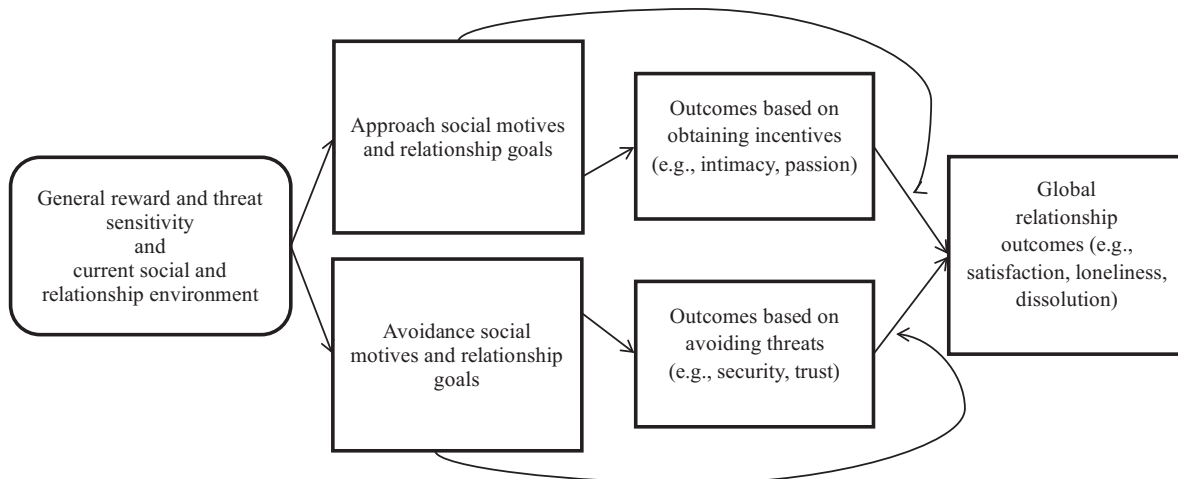 General reward and threat
sensitivity
and
current social and
relationship environment
Approach social motives
and relationship goals
Avoidance social
motives and relationship
goals
Outcomes based on
obtaining incentives
(e.g., intimacy, passion)
Outcomes based on
avoiding threats
(e.g., security, trust)
Global
relationship
outcomes (e.g.,
satisfaction, loneliness,
dissolution)